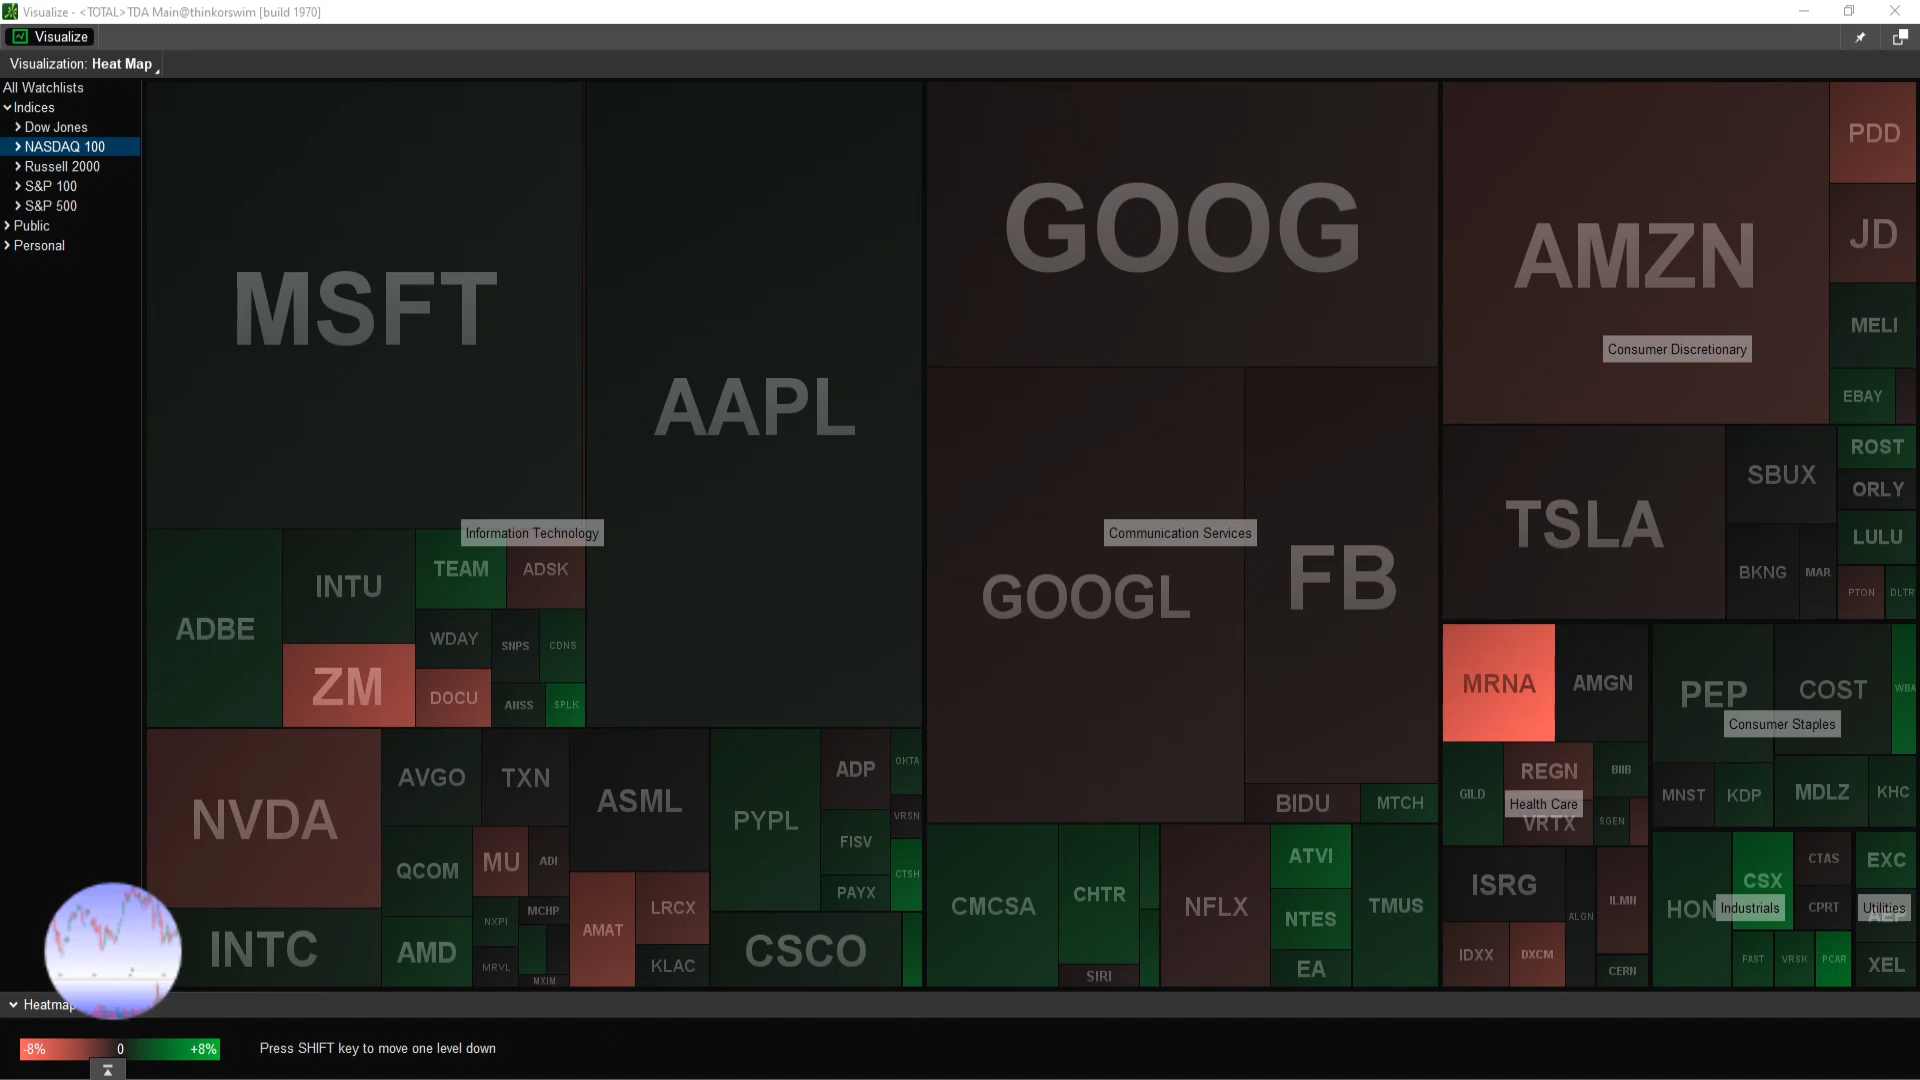 Visualize - <TOTAL> TDA Main@thinkorswim [build 1970]
Visualize
Visualization: Heat Map
All Watchlists
Indices
Dow Jones
NASDAQ 100
Russell 2000
S&P 100
S&P 500
Public
Personal
MSFT
AAPL
Information Technology
ADBE
INTU
TEAM
ADSK
ZM
WDAY
SNPS
CDNS
DOCU
ANSS
SPLK
NVDA
AVGO
TXN
ASML
PYPL
ADP
OKTA
VRSN
FISV
CTSH
PAYX
QCOM
MU
ADI
MCHP
NXPI
MRVL
MXIM
AMAT
LRCX
KLAC
INTC
AMD
CSCO
GOOG
Communication Services
GOOGL
FB
BIDU
MTCH
CMCSA
CHTR
SIRI
NFLX
ATVI
NTES
EA
TMUS
AMZN
PDD
JD
MELI
EBAY
Consumer Discretionary
TSLA
SBUX
ROST
ORLY
LULU
BKNG
MAR
PTON
DLTR
MRNA
AMGN
GILD
REGN
BIIB
Health Care
VRTX
SGEN
ISRG
ALGN
ILMN
IDXX
DXCM
CERN
PEP
COST
WBA
Consumer Staples
MNST
KDP
MDLZ
KHC
HON
CSX
CTAS
Industrials
CPRT
FAST
VRSK
PCAR
EXC
Utilities
AEP
XEL
Heatmap
-8%
0
+8%
Press SHIFT key to move one level down